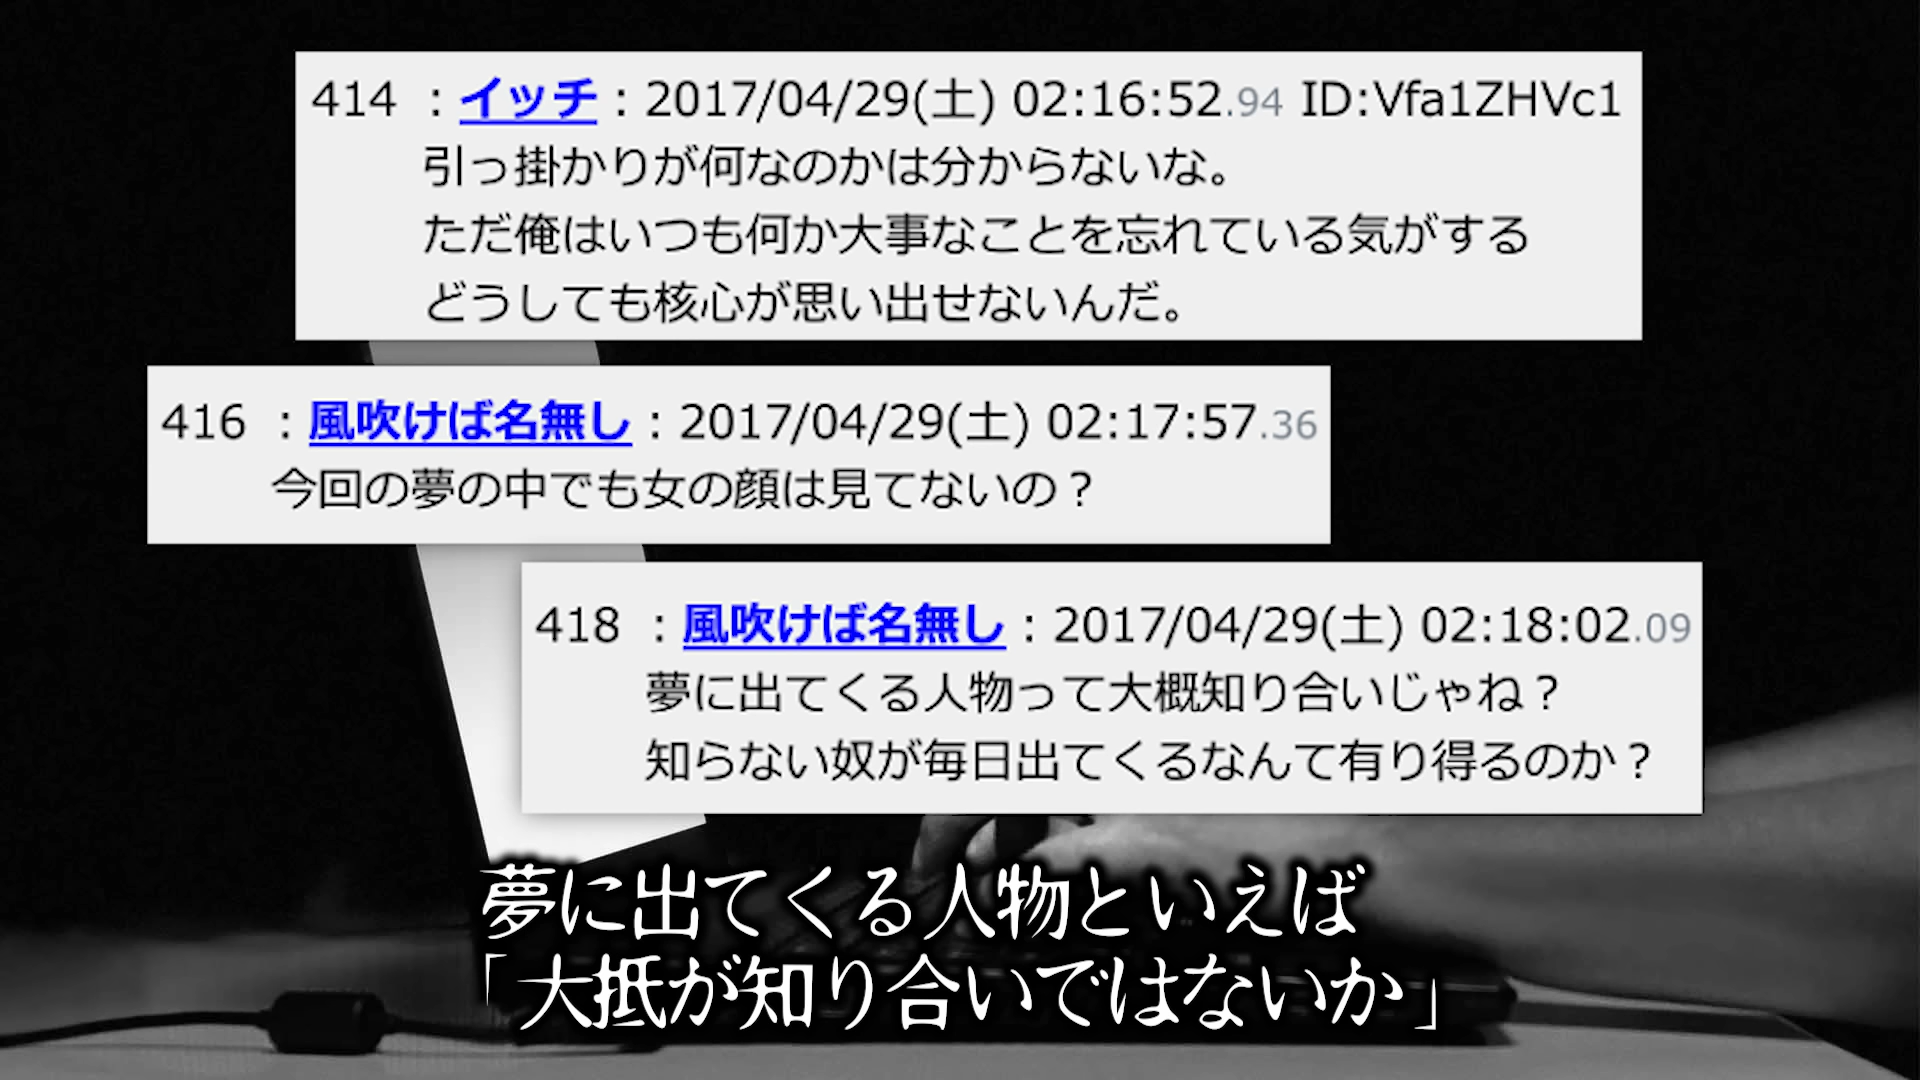 414 ：イッチ：2017/04/29(土) 02:16:52.94 ID:Vfa1ZHVc1
引っ掛かりが何なのかは分からないな。
ただ俺はいつも何か大事なことを忘れている気がする
どうしても核心が思い出せないんだ。
416 ：風吹けば名無し：2017/04/29(土) 02:17:57.36
今回の夢の中でも女の顔は見てないの？
418 ：風吹けば名無し：2017/04/29(土) 02:18:02.09
夢に出てくる人物って大概知り合いじゃね？
知らない奴が毎日出てくるなんて有り得るのか？
夢に出てくる人物といえば
「大抵が知り合いではないか」